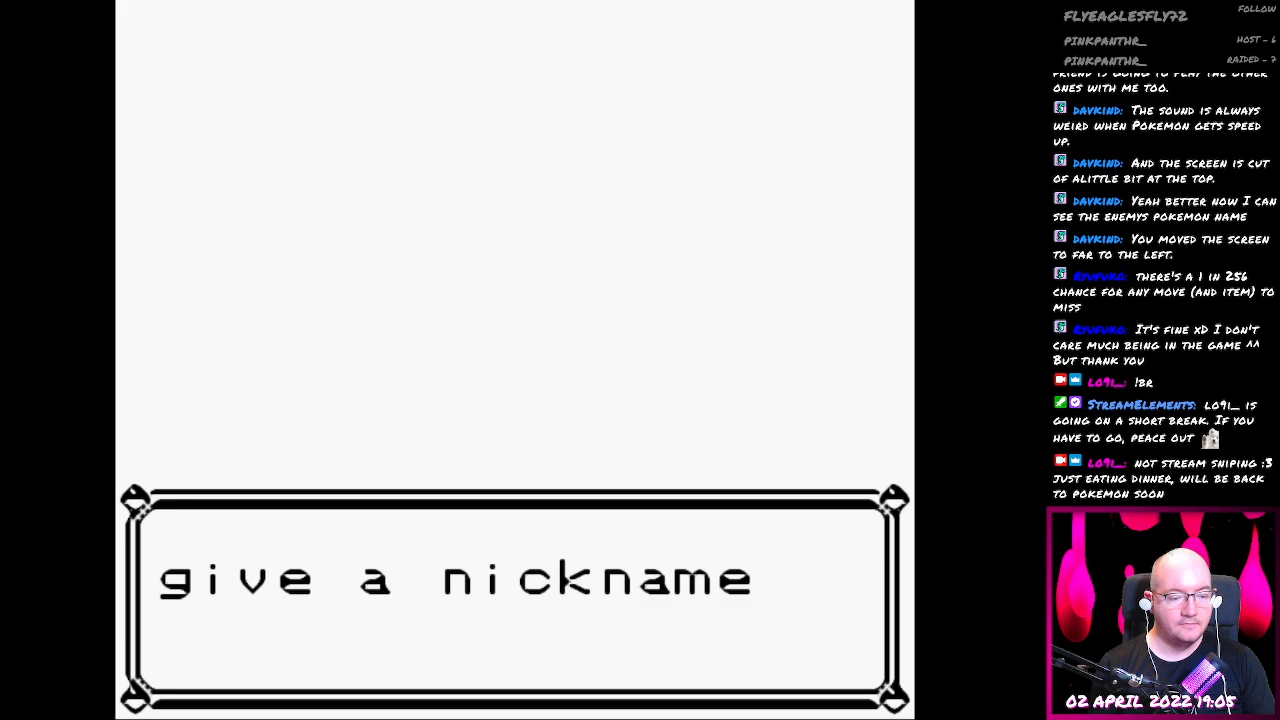 FLYEAGLESFLY72 FOLLOW
PINKPANTHR_ HOST - 6
PINKPANTHR_ RAIDED - 7
FRIEND IS GOING TO PLAY THE OTHER
ONES WITH ME TOO.
DAVKIND: THE SOUND IS ALWAYS
WEIRD WHEN POKEMON GETS SPEED
UP.
DAVKIND: AND THE SCREEN IS CUT
OF ALITTLE BIT AT THE TOP.
DAVKIND: YEAH BETTER NOW I CAN
SEE THE ENEMYS POKEMON NAME
DAVKIND: YOU MOVED THE SCREEN
TO FAR TO THE LEFT.
RYUFUKO: THERE'S A 1 IN 256
CHANCE FOR ANY MOVE (AND ITEM) TO
MISS
RYUFUKO: IT'S FINE XD I DON'T
CARE MUCH BEING IN THE GAME ^^
BUT THANK YOU
LO91_: !BR
STREAMELEMENTS: LO91_ IS
GOING ON A SHORT BREAK. IF YOU
HAVE TO GO, PEACE OUT
LO91_: NOT STREAM SNIPING :3
JUST EATING DINNER, WILL BE BACK
TO POKEMON SOON
give a nickname
02 APRIL 2022 19:05